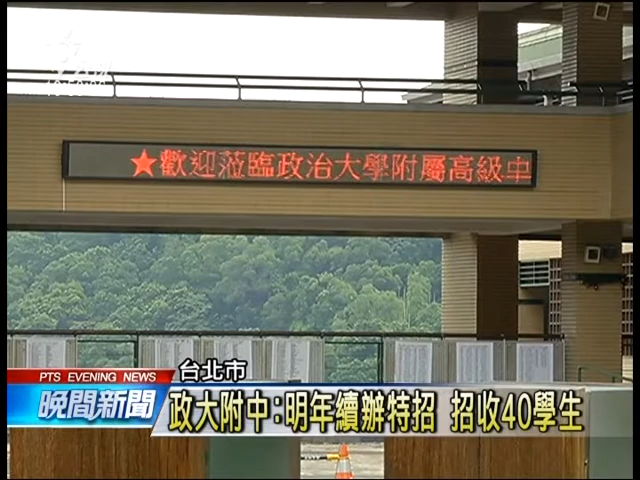 ★歡迎蒞臨政治大學附屬高級中
PTS EVENING NEWS
晚間新聞
台北市
政大附中：明年續辦特招 招收40學生